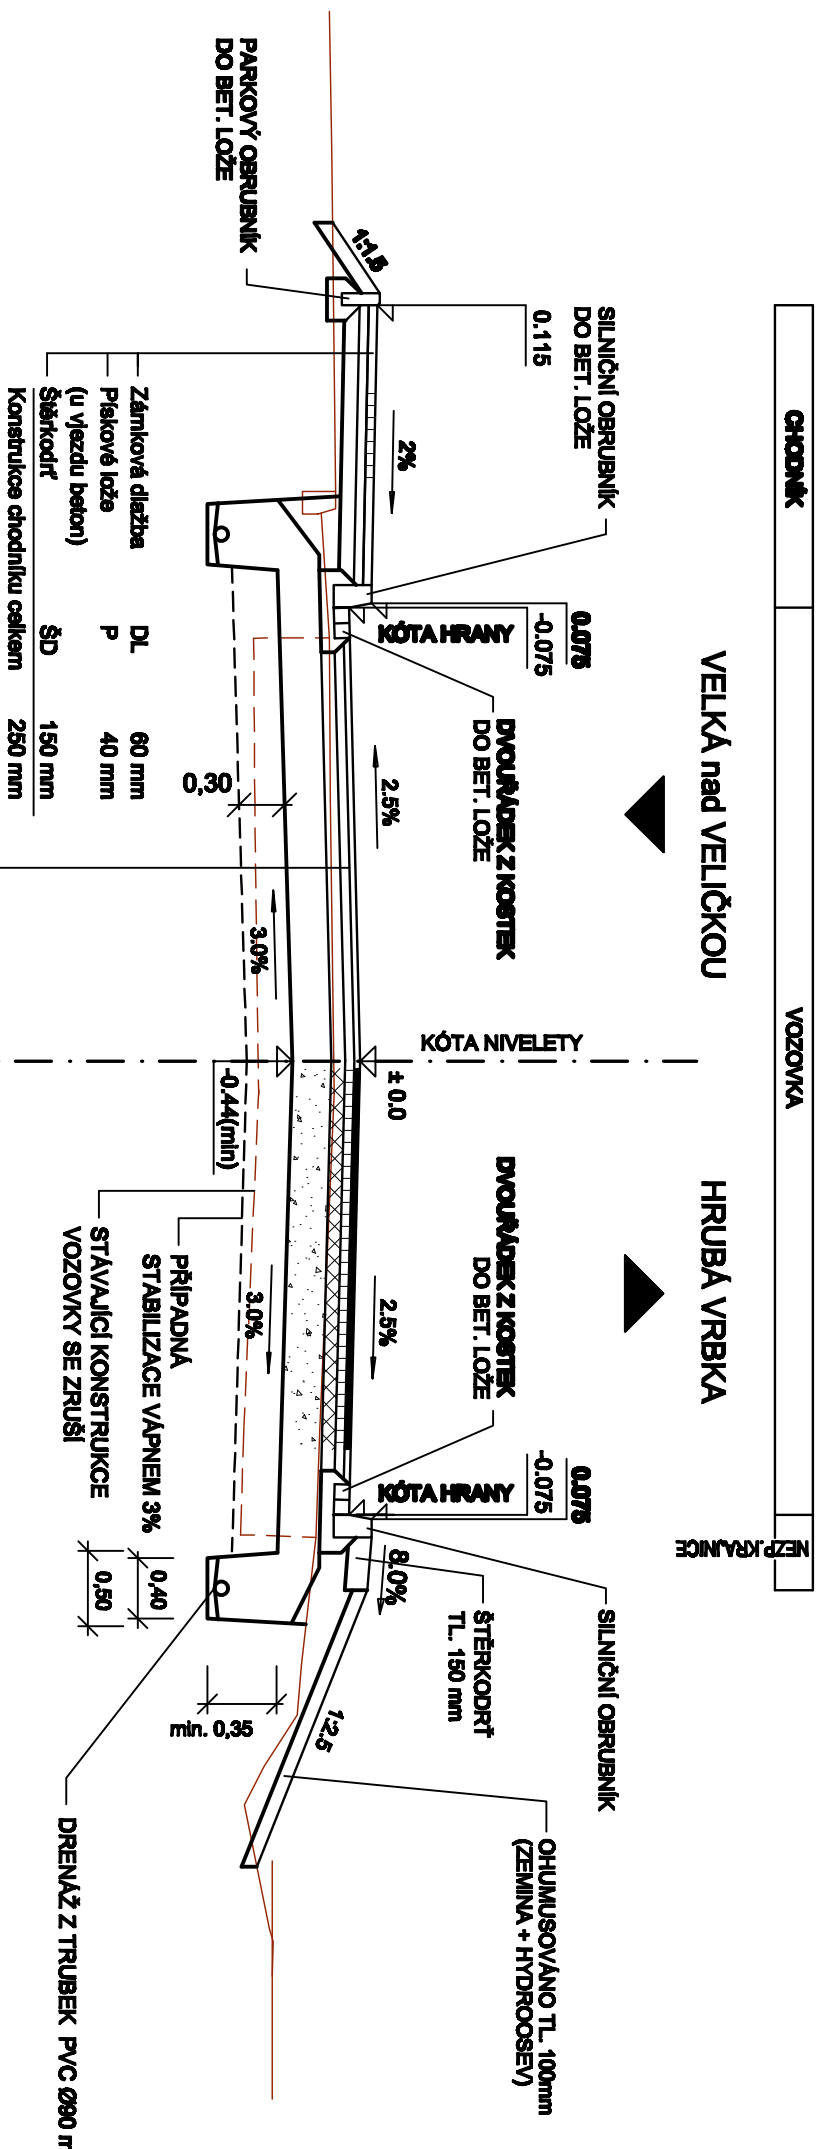 CHODNÍK
VOZOVKA
NEZP.KRAJNICE
VELKÁ nad VELIČKOU
HRUBÁ VRBKA
SILNIČNÍ OBRUBNÍK
DO BET. LOŽE
0.115
PARKOVÝ OBRUBNÍK
DO BET. LOŽE
1:1.5
2%
0.075
-0.075
KÓTA HRANY
DVOUŘÁDEK Z KOSTEK
DO BET. LOŽE
2.5%
KÓTA NIVELETY
± 0.0
DVOUŘÁDEK Z KOSTEK
DO BET. LOŽE
2.5%
0.075
-0.075
KÓTA HRANY
8.0%
SILNIČNÍ OBRUBNÍK
ŠTĚRKODRŤ
TL. 150 mm
OHUMUSOVÁNO TL. 100mm
(ZEMINA + HYDROOSEV)
1:2.5
Zámková dlažba DL 60 mm
Pískové lože P 40 mm
(u vjezdu beton)
Štěrkodrť ŠD 150 mm
Konstrukce chodníku celkem 250 mm
0,30
3.0%
-0.44(min)
3.0%
PŘÍPADNÁ
STABILIZACE VÁPNEM 3%
STÁVAJÍCÍ KONSTRUKCE
VOZOVKY SE ZRUŠÍ
0,40
0,50
min. 0,35
DRENÁŽ Z TRUBEK PVC Ø90 m